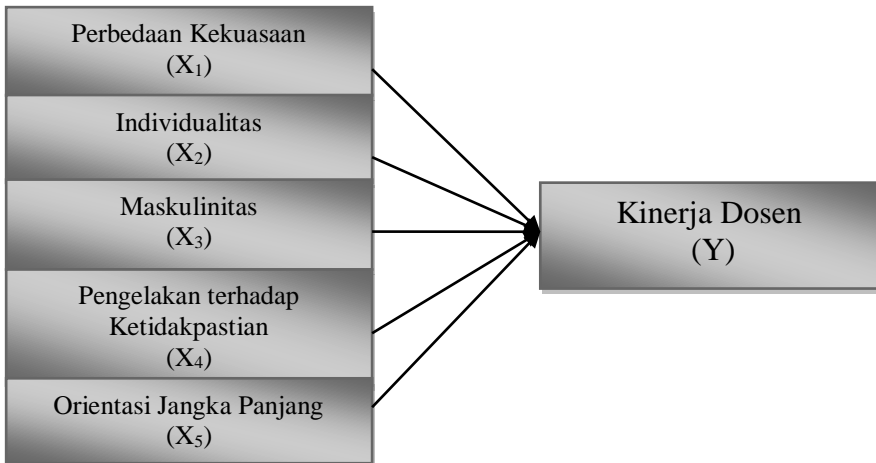 Perbedaan Kekuasaan
(X₁)
Individualitas
(X₂)
Maskulinitas
(X₃)
Pengelakan terhadap
Ketidakpastian
(X₄)
Orientasi Jangka Panjang
(X₅)
Kinerja Dosen
(Y)